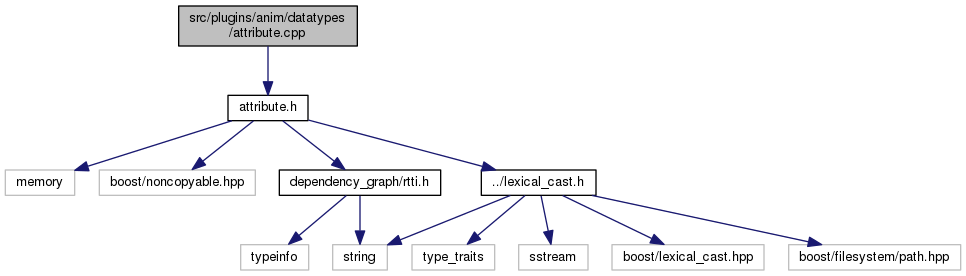 src/plugins/anim/datatypes
/attribute.cpp
attribute.h
memory
boost/noncopyable.hpp
dependency_graph/rtti.h
../lexical_cast.h
typeinfo
string
type_traits
sstream
boost/lexical_cast.hpp
boost/filesystem/path.hpp